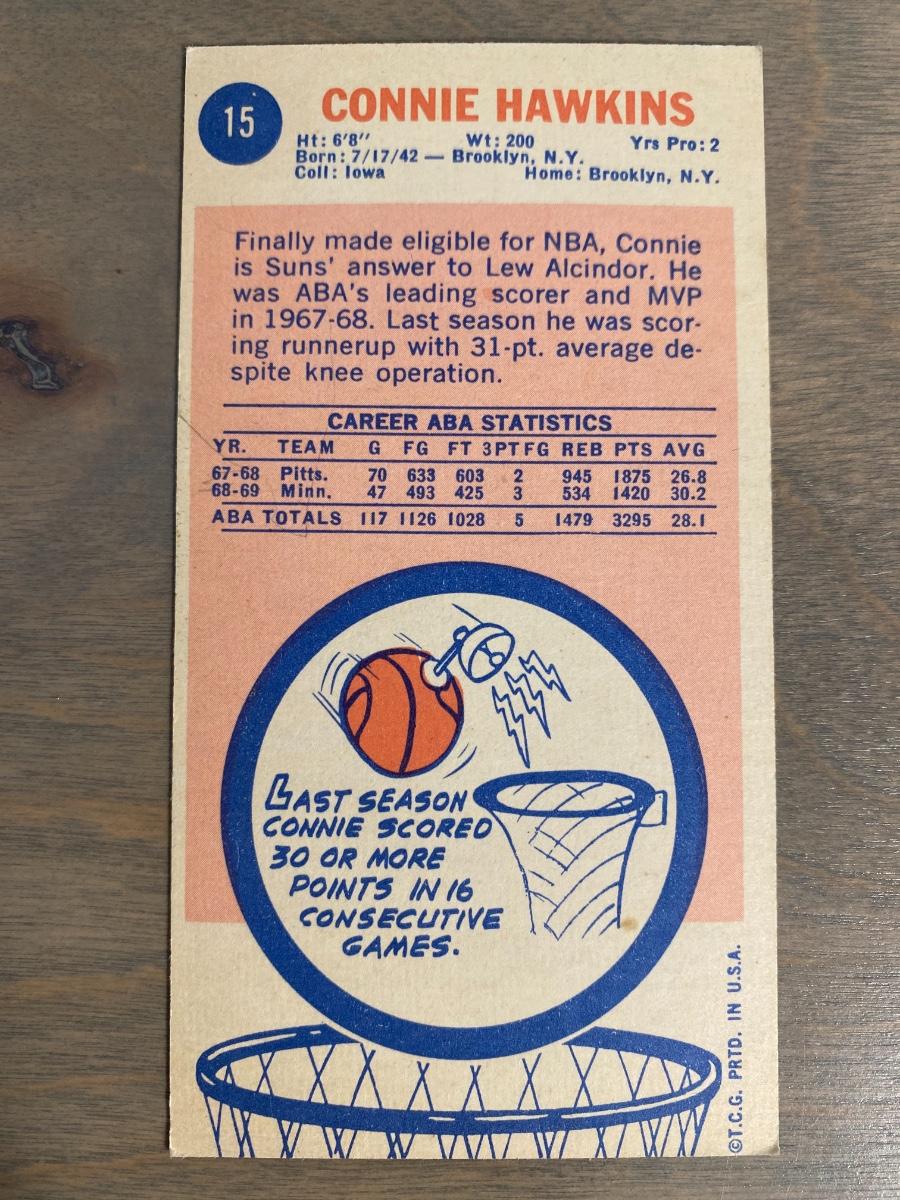 15
CONNIE HAWKINS
Ht: 6'8" Wt: 200 Yrs Pro: 2
Born: 7/17/42 — Brooklyn, N.Y.
Coll: Iowa Home: Brooklyn, N.Y.
Finally made eligible for NBA, Connie
is Suns' answer to Lew Alcindor. He
was ABA's leading scorer and MVP
in 1967-68. Last season he was scor-
ing runnerup with 31-pt. average de-
spite knee operation.
CAREER ABA STATISTICS
YR. TEAM G FG FT 3PTFG REB PTS AVG
67-68 Pitts. 70 633 603 2 945 1875 26.8
68-69 Minn. 47 493 425 3 534 1420 30.2
ABA TOTALS 117 1126 1028 5 1479 3295 28.1
LAST SEASON
CONNIE SCORED
30 OR MORE
POINTS IN 16
CONSECUTIVE
GAMES.
©T.C.G. PRTD. IN U.S.A.